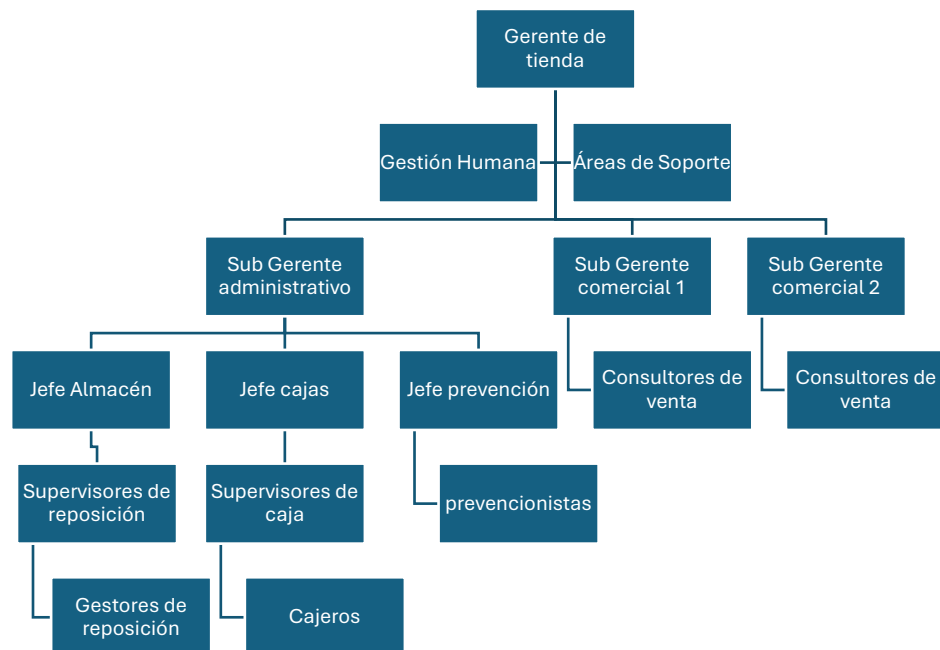 Gerente de
tienda
Gestión Humana
Áreas de Soporte
Sub Gerente
administrativo
Sub Gerente
comercial 1
Sub Gerente
comercial 2
Jefe Almacén
Jefe cajas
Jefe prevención
Consultores de
venta
Consultores de
venta
Supervisores de
reposición
Supervisores de
caja
prevencionistas
Gestores de
reposición
Cajeros